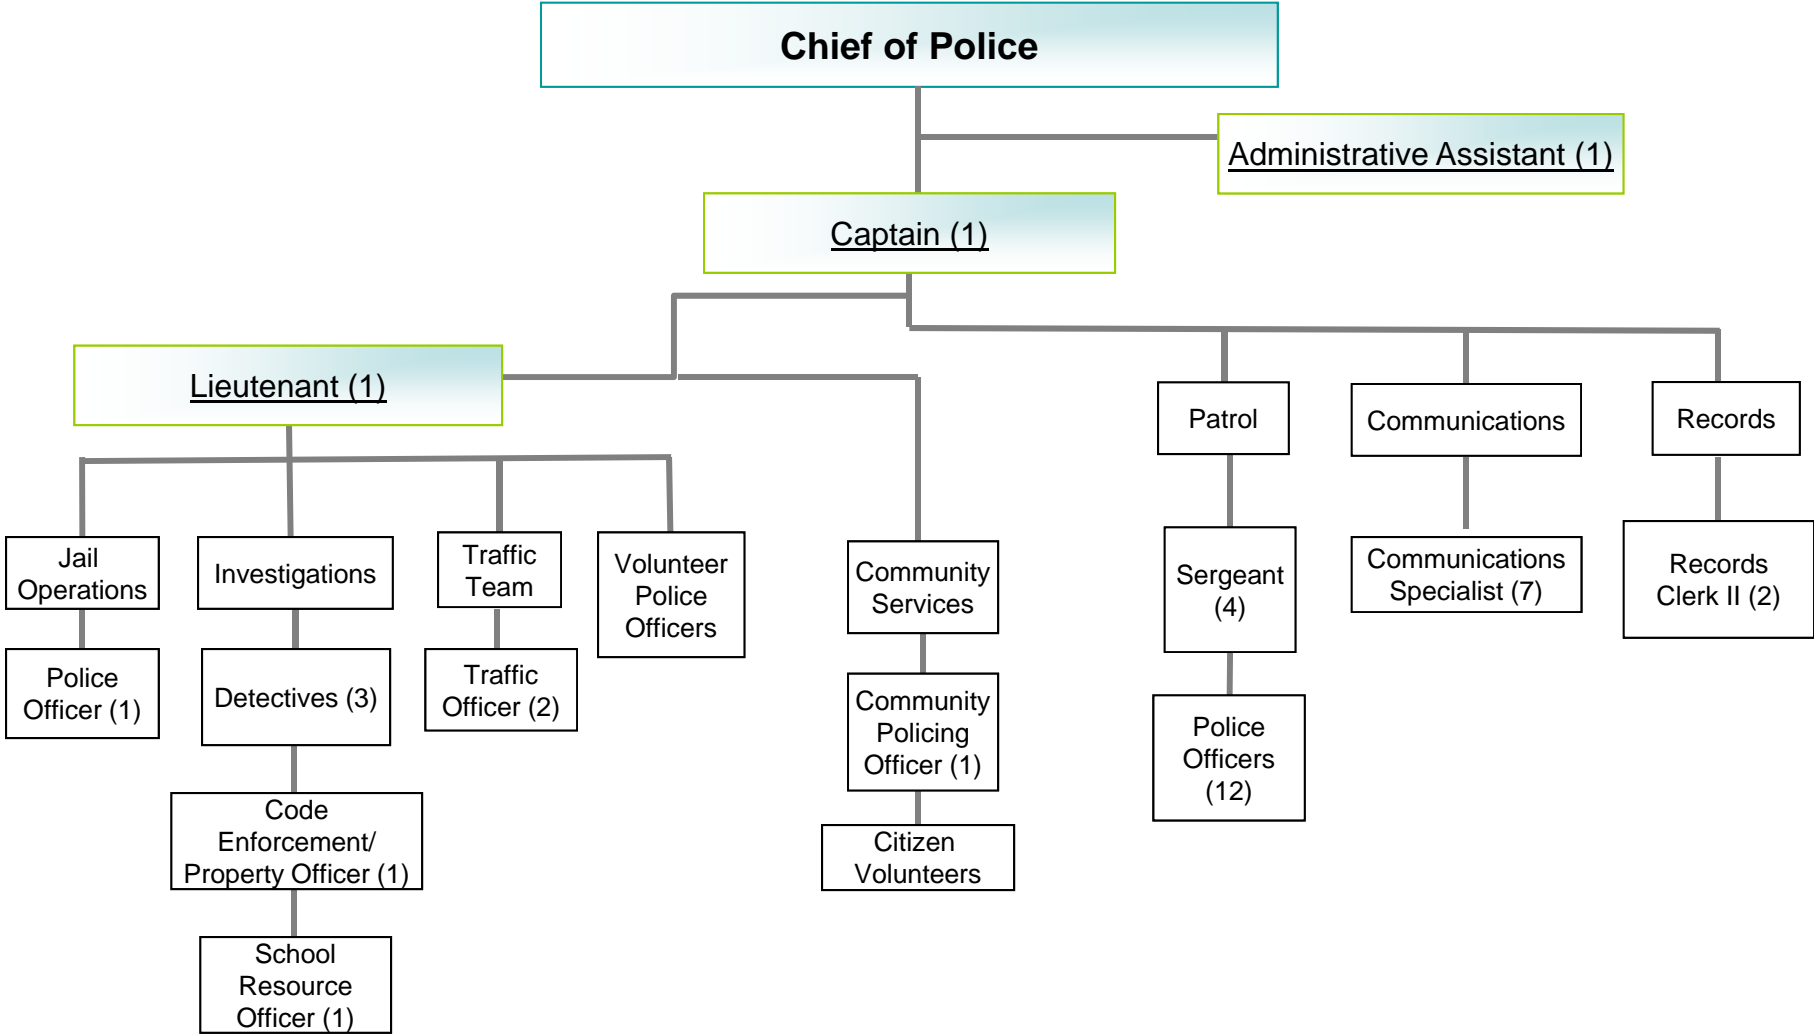 Chief of Police
Administrative Assistant (1)
Captain (1)
Lieutenant (1)
Patrol
Communications
Records
Jail
Operations
Investigations
Traffic
Team
Volunteer
Police
Officers
Community
Services
Sergeant
(4)
Communications
Specialist (7)
Records
Clerk II (2)
Police
Officer (1)
Detectives (3)
Traffic
Officer (2)
Community
Policing
Officer (1)
Police
Officers
(12)
Code
Enforcement/
Property Officer (1)
Citizen
Volunteers
School
Resource
Officer (1)